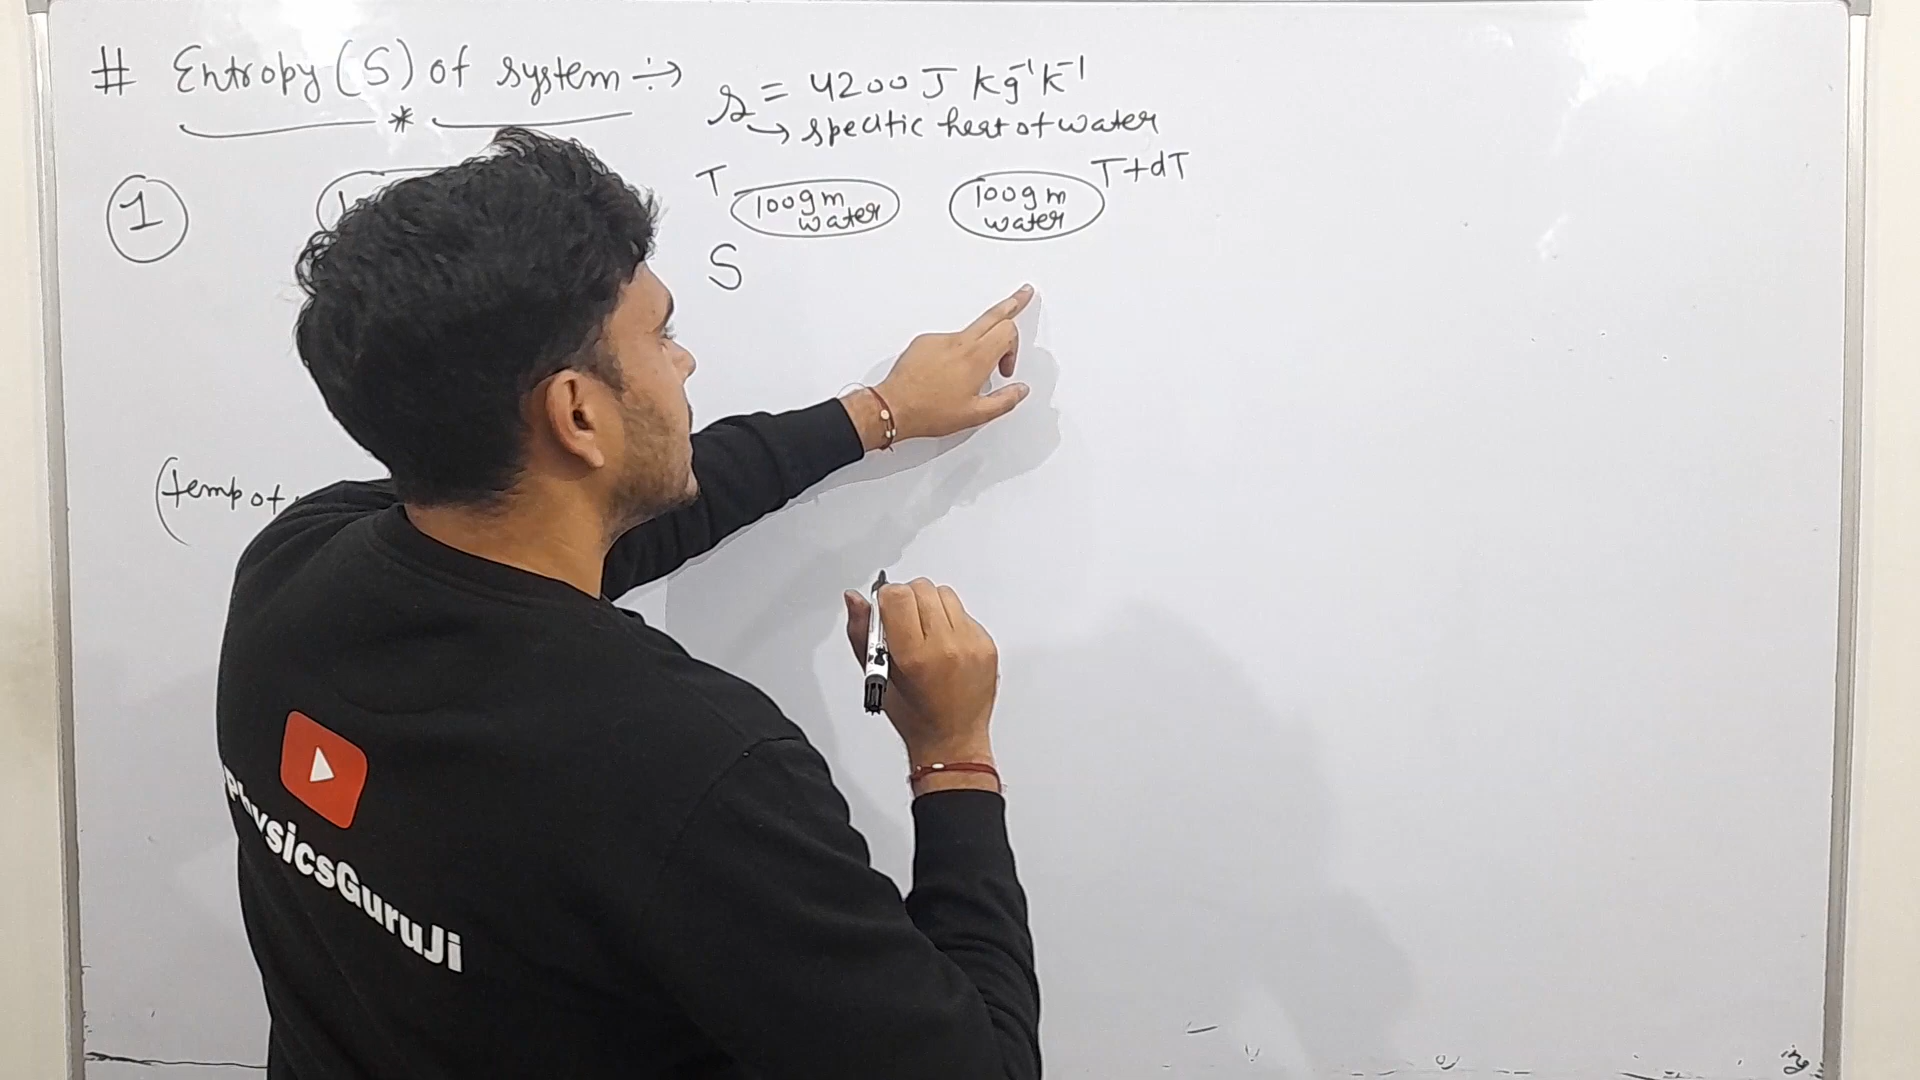 # Entropy (S) of system ÷→
s = 4200 J kg⁻¹ K⁻¹
→ specific heat of water
1
T 100gm water
100gm water T+dT
S
(temp of
PhysicsGuruJi